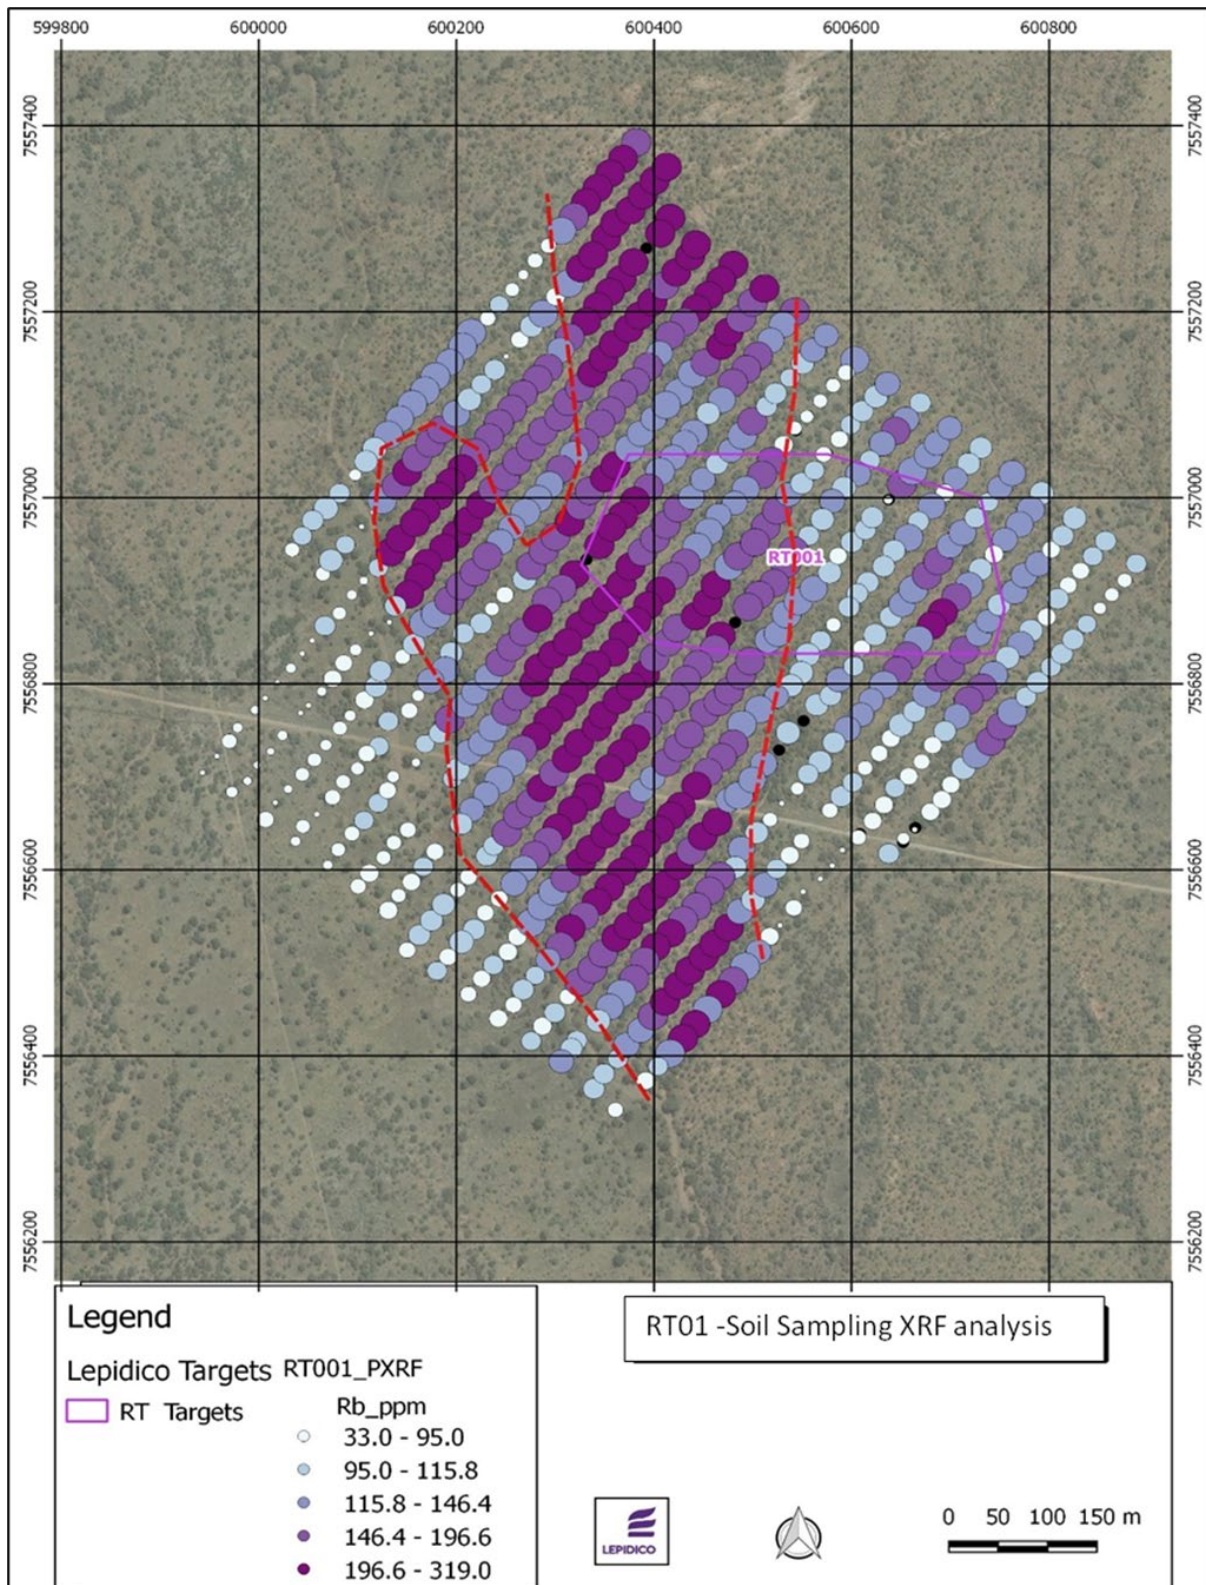 599800 600000 600200 600400 600600 600800
7557400 7557400
7557200 7557200
7557000 7557000
RT001
7556800 7556800
7556600 7556600
7556400 7556400
7556200 7556200
Legend
Lepidico Targets RT001_PXRF
RT Targets
Rb_ppm
33.0 - 95.0
95.0 - 115.8
115.8 - 146.4
146.4 - 196.6
196.6 - 319.0
RT01 -Soil Sampling XRF analysis
LEPIDICO
0 50 100 150 m